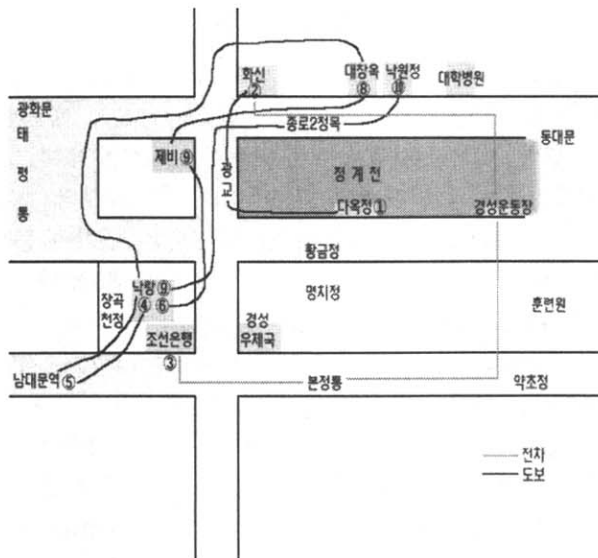 화신
②
대창옥
⑧
낙원정
⑩
대학병원
광화문
태평통
종로2정목
동대문
제비 ⑨
광교
청계천
다옥정 ①
경성운동장
황금정
낙랑 ⑨
④ ⑥
장곡
천정
명치정
훈련원
조선은행
③
경성
우체국
남대문역 ⑤
본정통
약초정
전차
도보